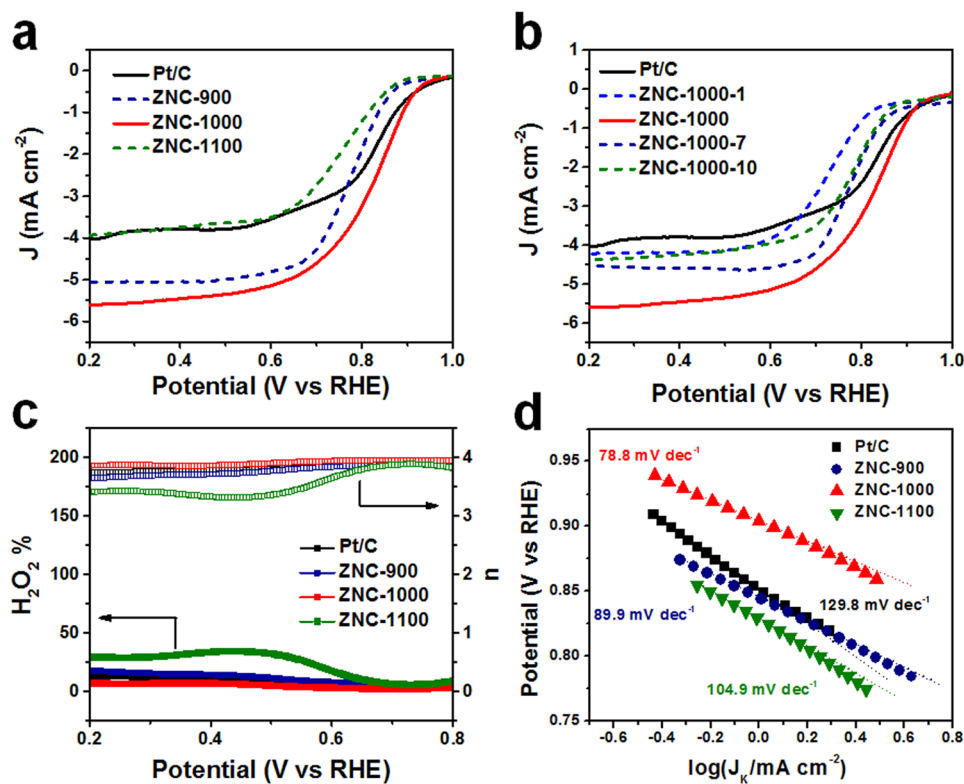 a
0
-1
-2
-3
-4
-5
-6
J (mA cm⁻²)
Pt/C
ZNC-900
ZNC-1000
ZNC-1100
0.2 0.4 0.6 0.8 1.0
Potential (V vs RHE)
b
1
0
-1
-2
-3
-4
-5
-6
J (mA cm⁻²)
Pt/C
ZNC-1000-1
ZNC-1000
ZNC-1000-7
ZNC-1000-10
0.2 0.4 0.6 0.8 1.0
Potential (V vs RHE)
c
200
175
150
100
50
25
0
H₂O₂ %
4
3
2
1
0
n
Pt/C
ZNC-900
ZNC-1000
ZNC-1100
0.2 0.4 0.6 0.8
Potential (V vs RHE)
d
0.95
0.90
0.85
0.80
0.75
Potential (V vs RHE)
78.8 mV dec⁻¹
Pt/C
ZNC-900
ZNC-1000
ZNC-1100
129.8 mV dec⁻¹
89.9 mV dec⁻¹
104.9 mV dec⁻¹
-0.6 -0.4 -0.2 0.0 0.2 0.4 0.6 0.8
log(J_K/mA cm⁻²)